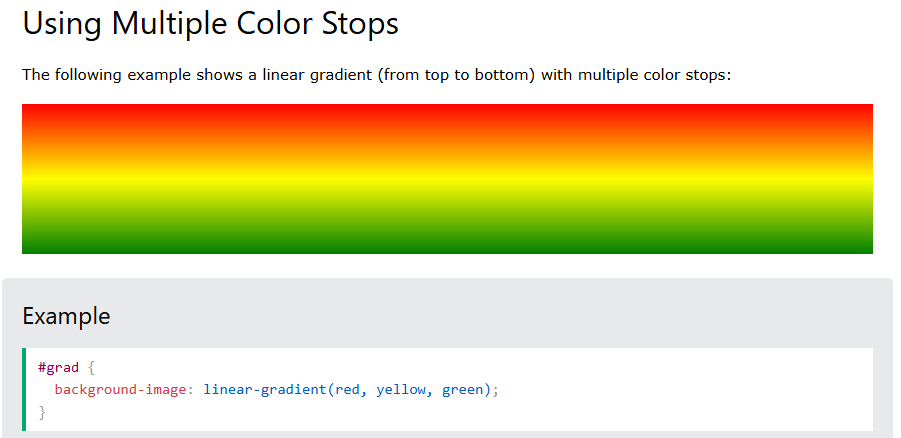 Using Multiple Color Stops
The following example shows a linear gradient (from top to bottom) with multiple color stops:
Example
#grad {
  background-image: linear-gradient(red, yellow, green);
}